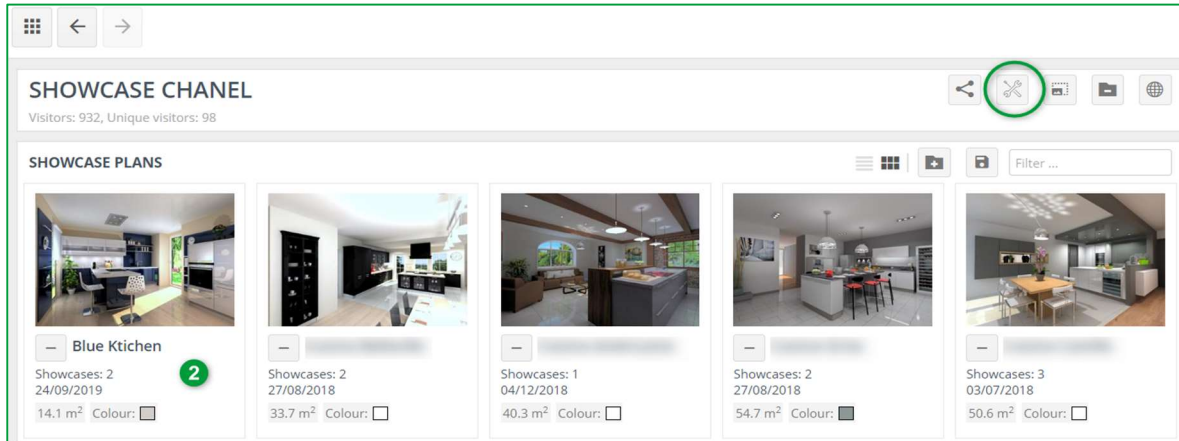 SHOWCASE CHANEL
Visitors: 932, Unique visitors: 98
SHOWCASE PLANS
Filter ...
Blue Ktichen
Showcases: 2
24/09/2019
2
14.1 m² Colour:
Showcases: 2
27/08/2018
33.7 m² Colour:
Showcases: 1
04/12/2018
40.3 m² Colour:
Showcases: 2
27/08/2018
54.7 m² Colour:
Showcases: 3
03/07/2018
50.6 m² Colour: